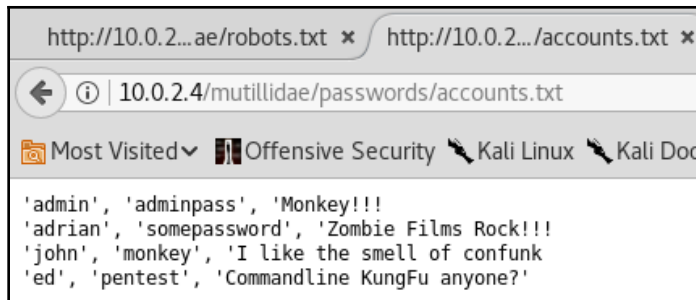 http://10.0.2...ae/robots.txt × http://10.0.2.../accounts.txt ×
10.0.2.4/mutillidae/passwords/accounts.txt
Most Visited Offensive Security Kali Linux Kali Doc
'admin', 'adminpass', 'Monkey!!!
'adrian', 'somepassword', 'Zombie Films Rock!!!
'john', 'monkey', 'I like the smell of confunk
'ed', 'pentest', 'Commandline KungFu anyone?'